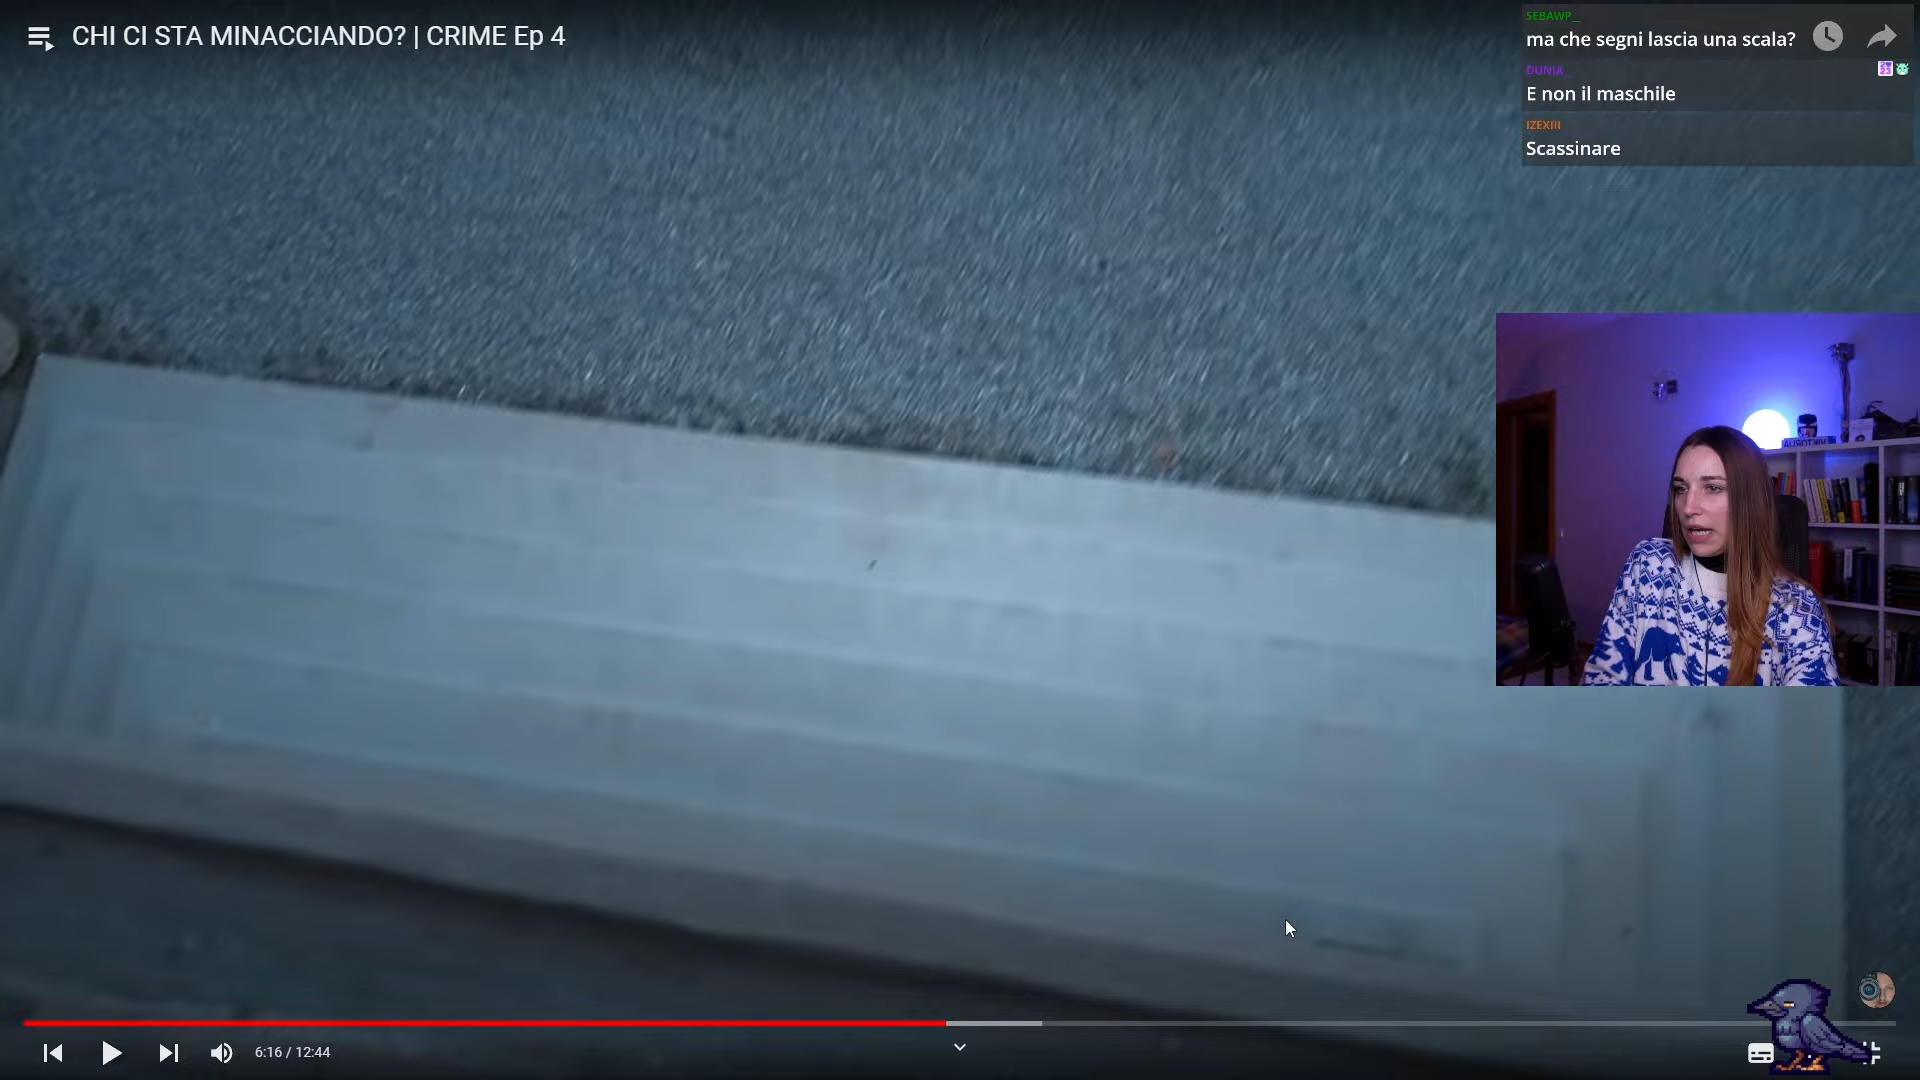 CHI CI STA MINACCIANDO? | CRIME Ep 4
SEBAWP__
ma che segni lascia una scala?
DUNIA_
E non il maschile
IZEXIII
Scassinare
6:16 / 12:44